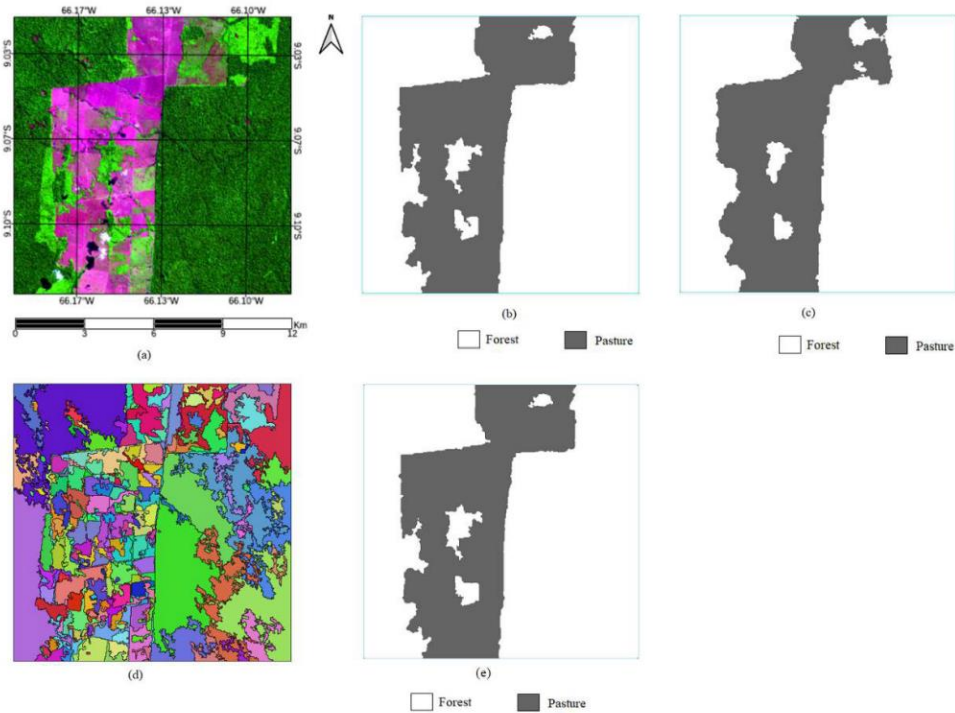 66.17°W 66.13°W 66.10°W
N
9.03°S 9.03°S
9.07°S 9.07°S
9.10°S 9.10°S
66.17°W 66.13°W 66.10°W
Km
0 3 6 9 12
(a)
(b)
Forest Pasture
(c)
Forest Pasture
(d)
(e)
Forest Pasture